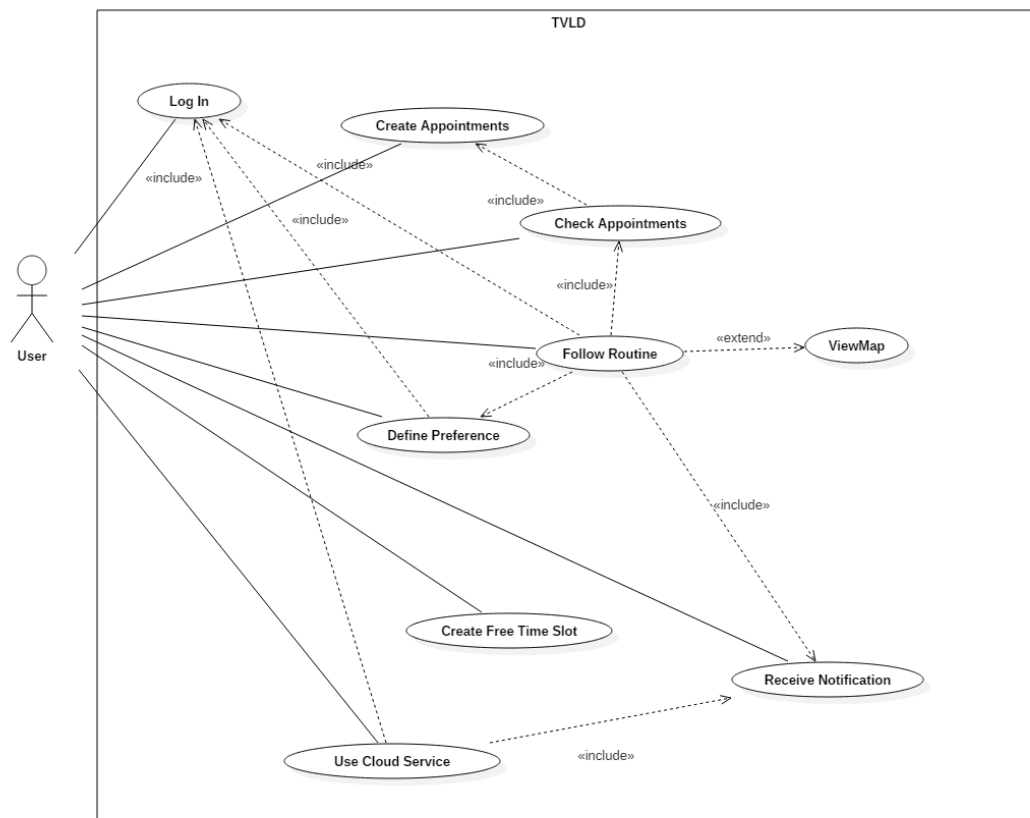 TVLD
Log In
Create Appointments
«include»
«include»
«include»
Check Appointments
«include»
«include»
User
Follow Routine
«extend»
ViewMap
«include»
Define Preference
«include»
Create Free Time Slot
Receive Notification
Use Cloud Service
«include»